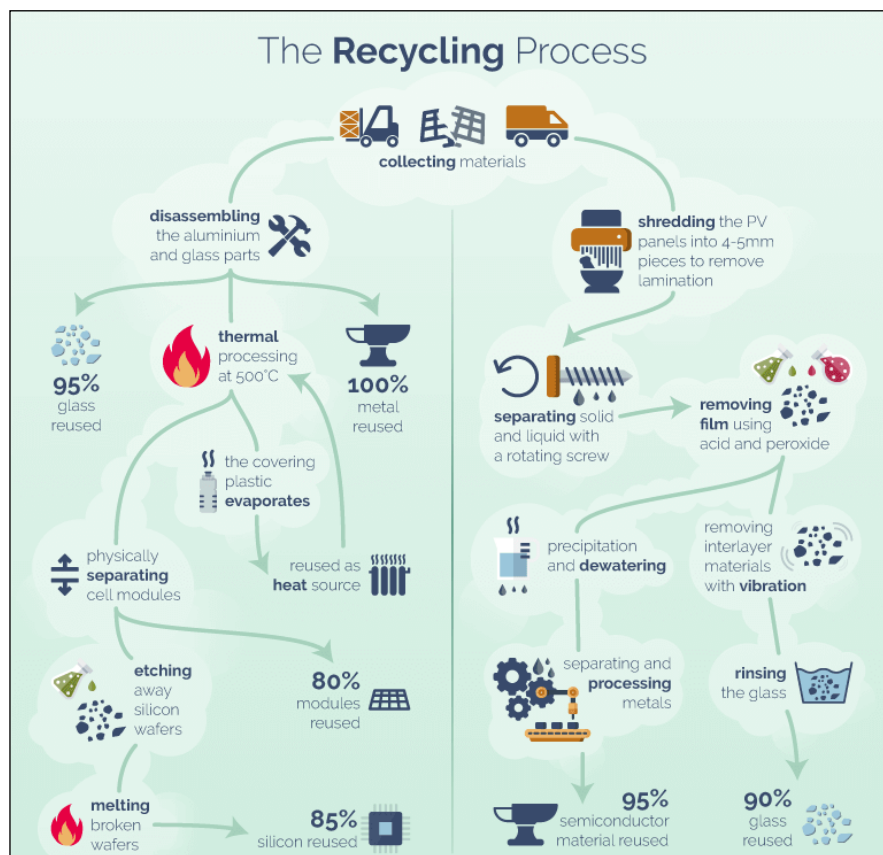 The Recycling Process
collecting materials
disassembling
the aluminium
and glass parts
95%
glass
reused
thermal
processing
at 500°C
100%
metal
reused
the covering
plastic
evaporates
reused as
heat source
physically
separating
cell modules
80%
modules
reused
etching
away
silicon
wafers
melting
broken
wafers
85%
silicon reused
shredding the PV
panels into 4-5mm
pieces to remove
lamination
separating solid
and liquid with
a rotating screw
removing
film using
acid and peroxide
precipitation
and dewatering
separating and
processing
metals
95%
semiconductor
material reused
removing
interlayer
materials
with vibration
rinsing
the glass
90%
glass
reused